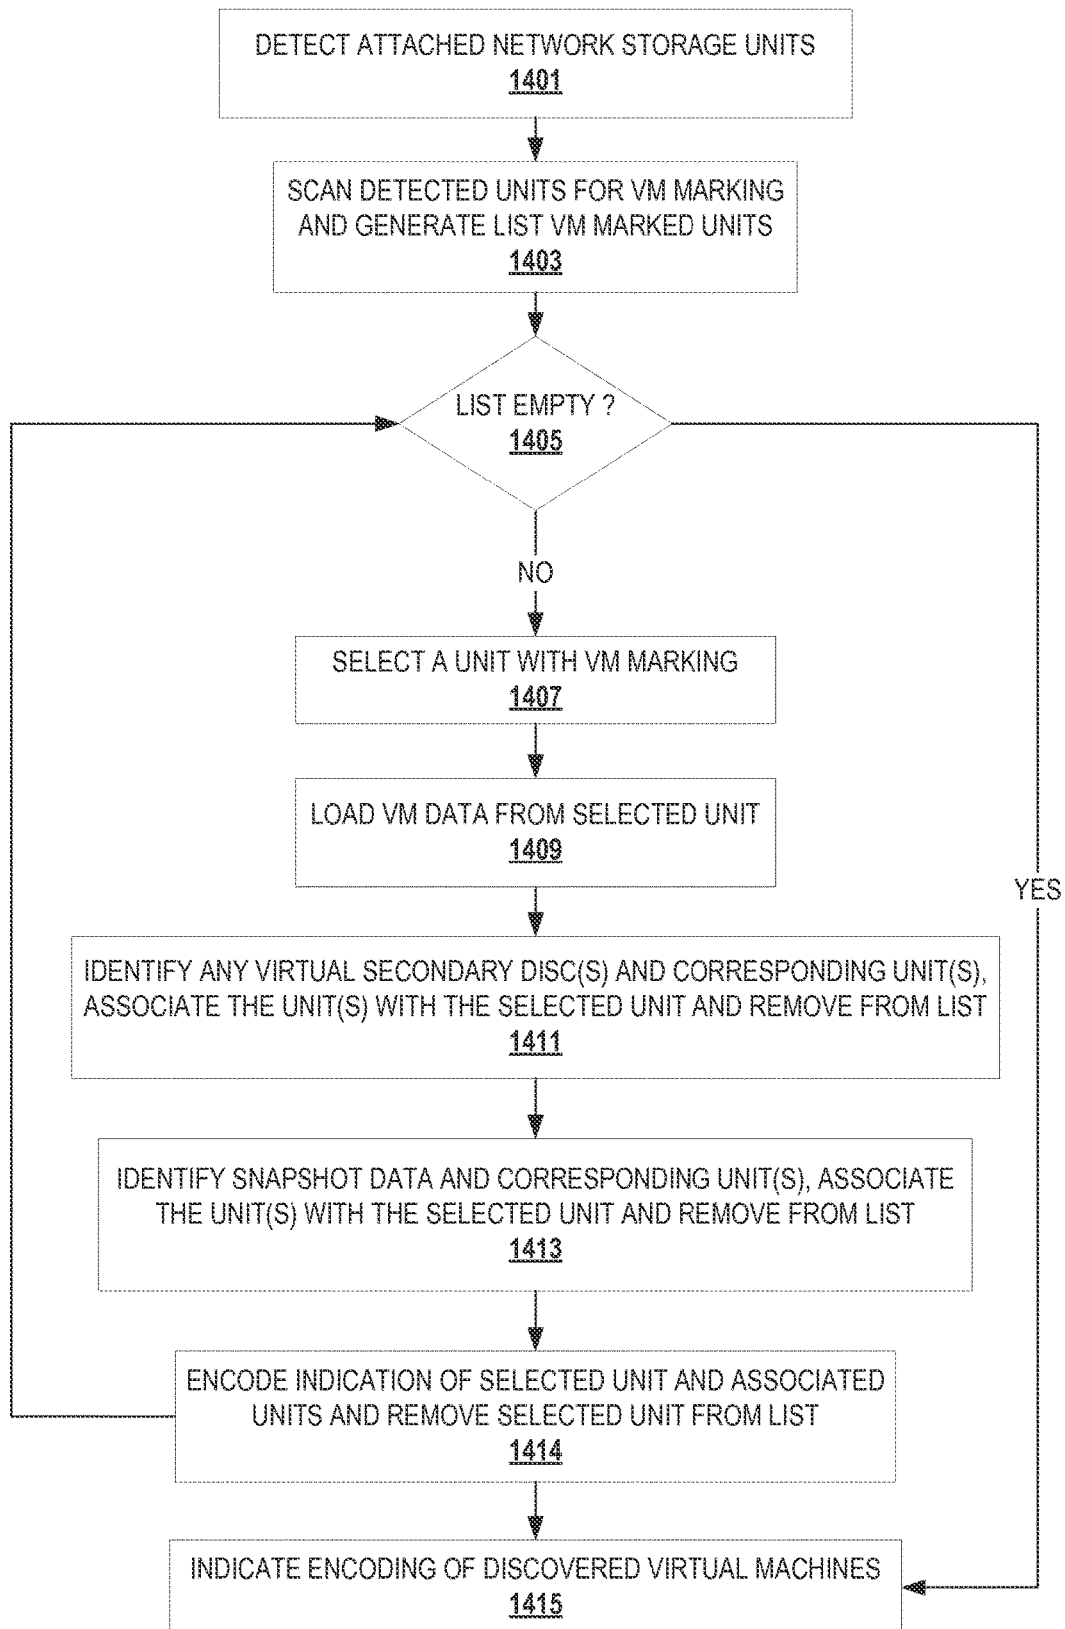 DETECT ATTACHED NETWORK STORAGE UNITS
1401
SCAN DETECTED UNITS FOR VM MARKING
AND GENERATE LIST VM MARKED UNITS
1403
LIST EMPTY ?
1405
NO
SELECT A UNIT WITH VM MARKING
1407
LOAD VM DATA FROM SELECTED UNIT
1409
YES
IDENTIFY ANY VIRTUAL SECONDARY DISC(S) AND CORRESPONDING UNIT(S),
ASSOCIATE THE UNIT(S) WITH THE SELECTED UNIT AND REMOVE FROM LIST
1411
IDENTIFY SNAPSHOT DATA AND CORRESPONDING UNIT(S), ASSOCIATE
THE UNIT(S) WITH THE SELECTED UNIT AND REMOVE FROM LIST
1413
ENCODE INDICATION OF SELECTED UNIT AND ASSOCIATED
UNITS AND REMOVE SELECTED UNIT FROM LIST
1414
INDICATE ENCODING OF DISCOVERED VIRTUAL MACHINES
1415